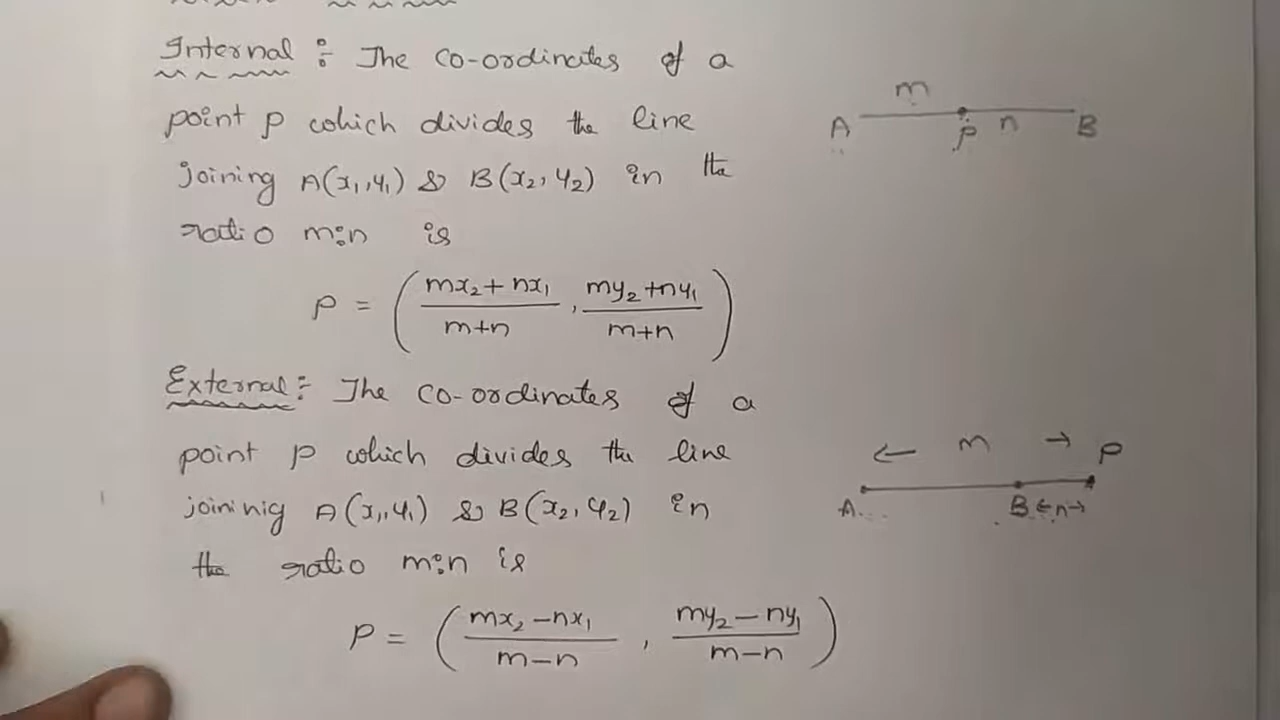 Internal : The co-ordinates of a
point p which divides the line
joining A(x₁,y₁) & B(x₂,y₂) in the
ratio m:n is
P = ( (mx₂ + nx₁)/(m+n) , (my₂ + ny₁)/(m+n) )
m
A P n B
External :- The co-ordinates of a
point p which divides the line
joininig A(x₁,y₁) & B(x₂,y₂) in
the ratio m:n is
P = ( (mx₂ - nx₁)/(m-n) , (my₂ - ny₁)/(m-n) )
← m → P
A B ←n→